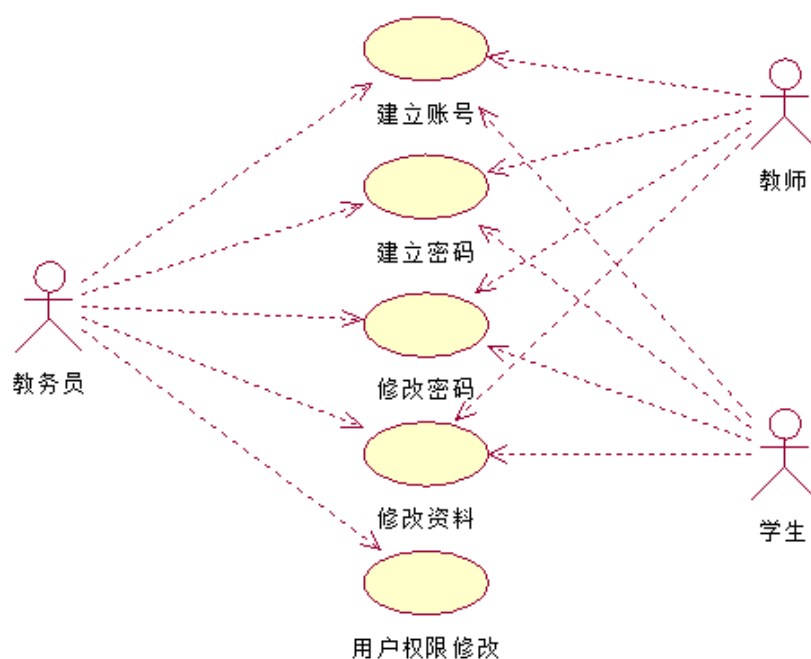 建立账号
教师
建立密码
教务员
修改密码
修改资料
学生
用户权限修改